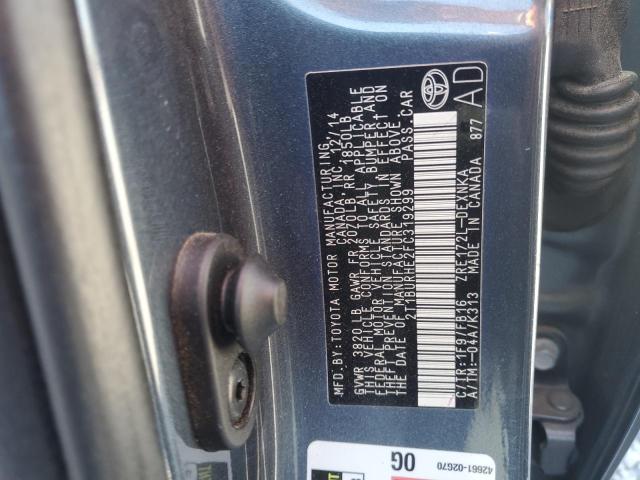 MFD. BY: TOYOTA MOTOR MANUFACTURING
CANADA, INC. 12/14
GVWR 3820 LB GAWR FR 2020LB RR 1850LB
THIS VEHICLE CONFORMS TO ALL APPLICABLE
FEDERAL MOTOR VEHICLE SAFETY, BUMPER, AND
THEFT PREVENTION STANDARDS IN EFFECT ON
THE DATE OF MANUFACTURE SHOWN ABOVE.
2T1BURHE2FC319299 PASS. CAR
C/TR: 1F9/FB16 ZRE172L-DEXNKA
A/TM: -04A/K313 MADE IN CANADA 877
AD
TOYOTA
42661-02G70
OG